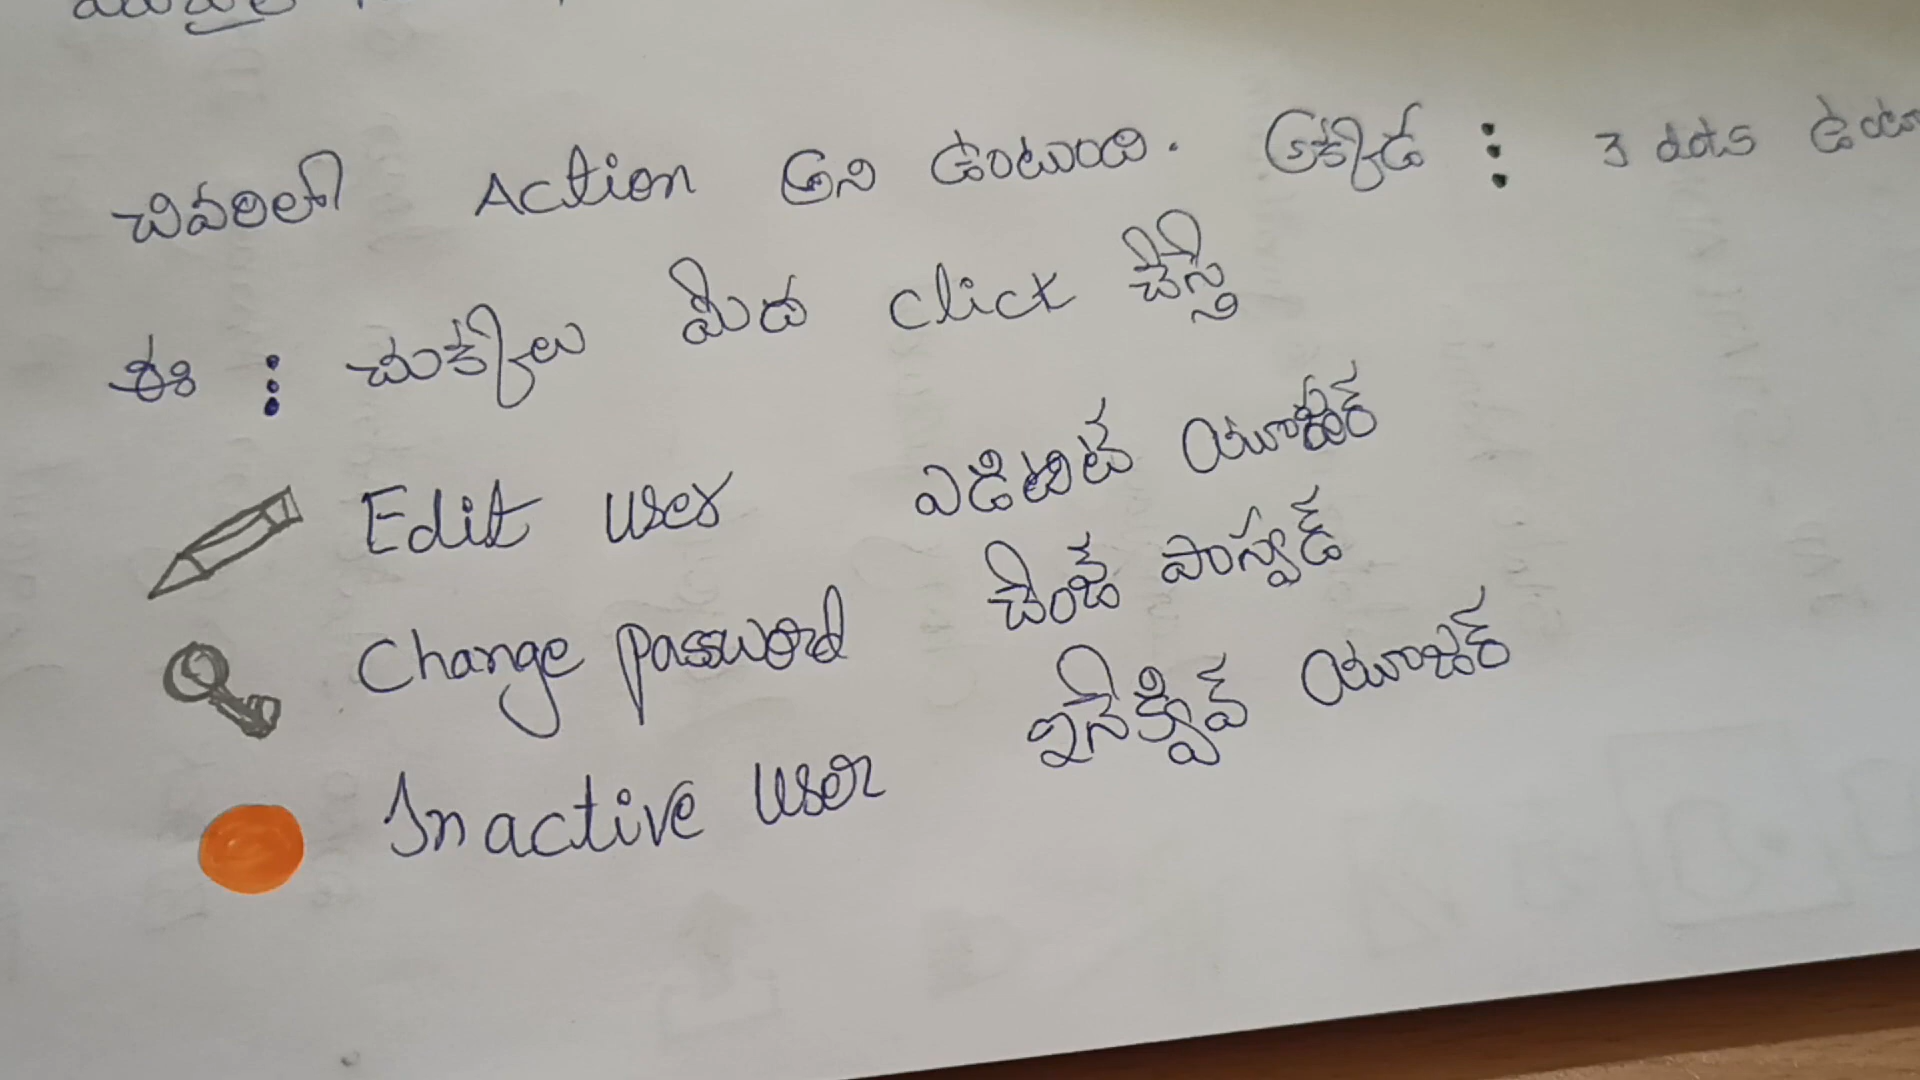 చివరిలో Action అని ఉంటుంది. అక్కడ : 3 dots
ఈ : చుక్కలు మీద click చేస్తే
Edit user ఎడిటిట్ యూజర్
Change password చేంజ్ పాస్వడ్
Inactive user ఇనేక్టివ్ యూజర్